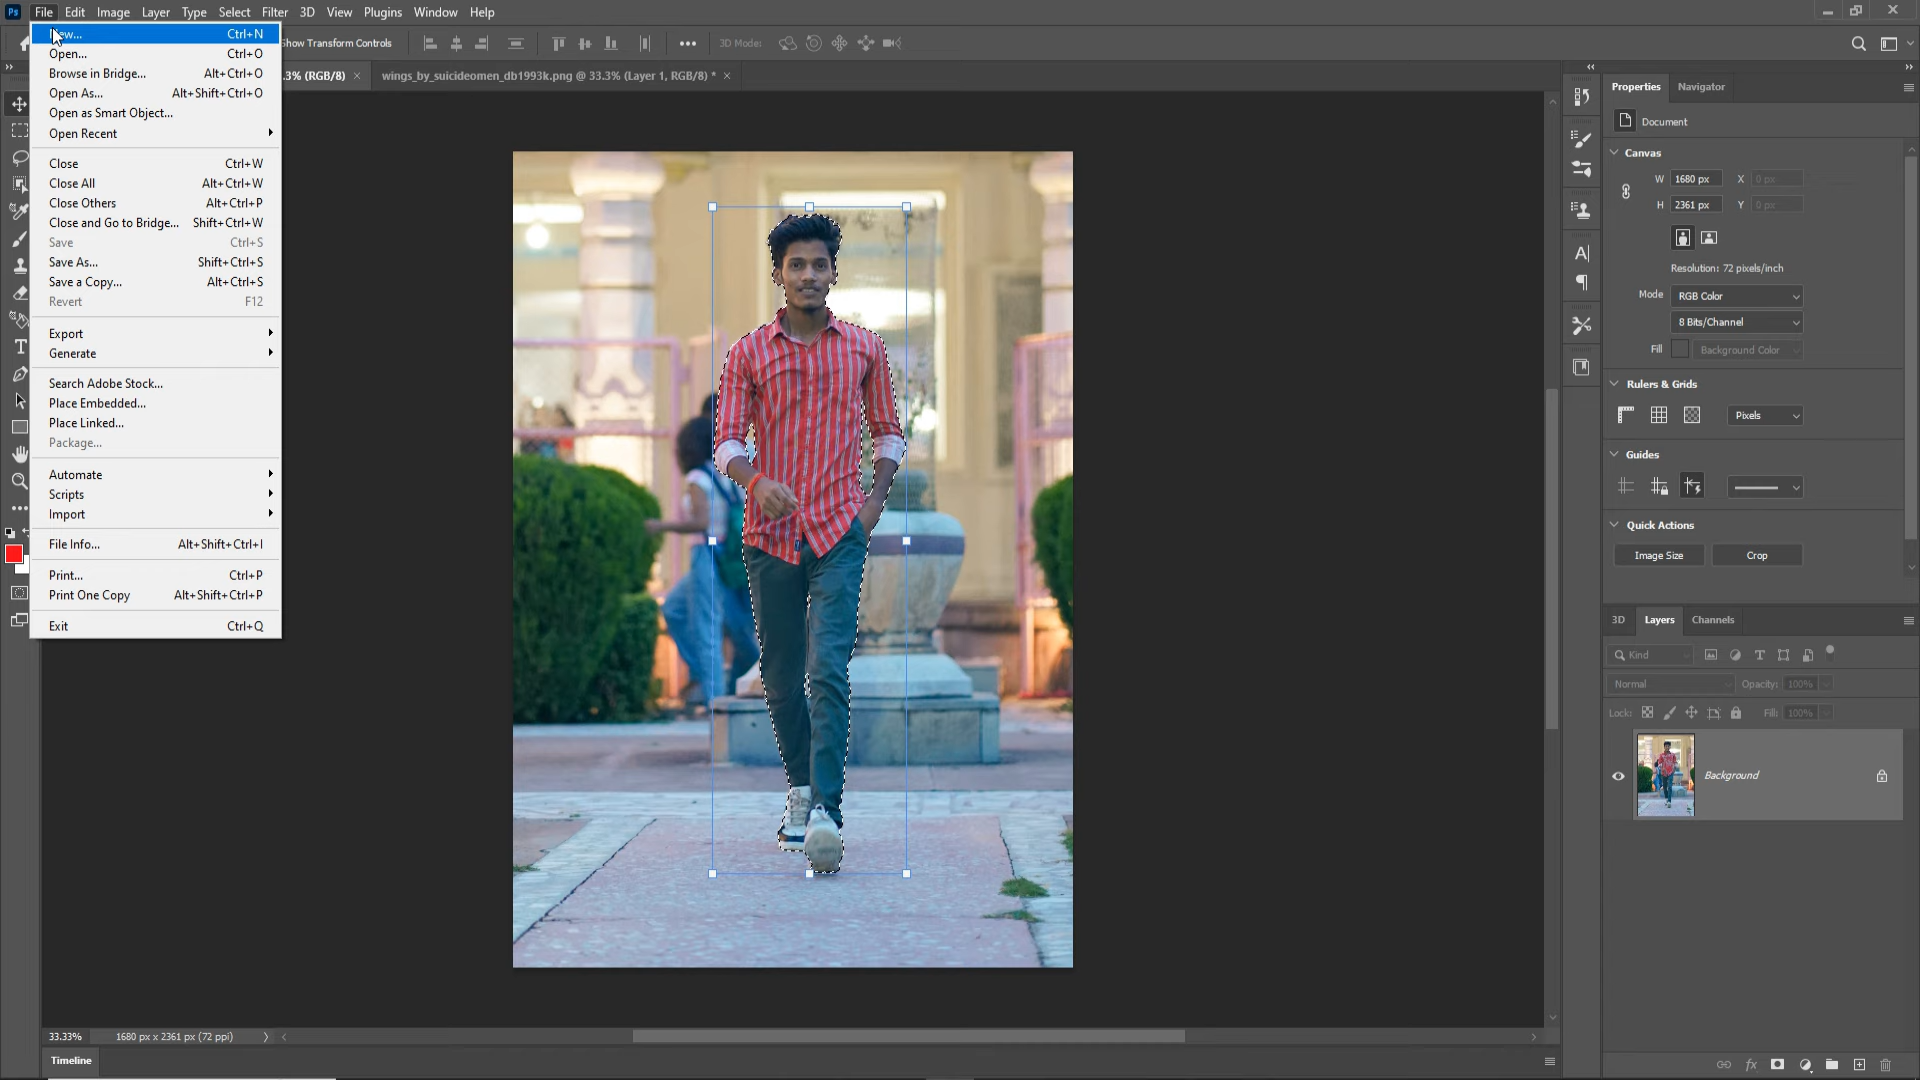 Ps File Edit Image Layer Type Select Filter 3D View Plugins Window Help
Show Transform Controls
3D Mode:
.3% (RGB/8) ×
wings_by_suicideomen_db1993k.png @ 33.3% (Layer 1, RGB/8) * ×
Ctrl+N
Open... Ctrl+O
Browse in Bridge... Alt+Ctrl+O
Open As... Alt+Shift+Ctrl+O
Open as Smart Object...
Open Recent
Close Ctrl+W
Close All Alt+Ctrl+W
Close Others Alt+Ctrl+P
Close and Go to Bridge... Shift+Ctrl+W
Save Ctrl+S
Save As... Shift+Ctrl+S
Save a Copy... Alt+Ctrl+S
Revert F12
Export
Generate
Search Adobe Stock...
Place Embedded...
Place Linked...
Package...
Automate
Scripts
Import
File Info... Alt+Shift+Ctrl+I
Print... Ctrl+P
Print One Copy Alt+Shift+Ctrl+P
Exit Ctrl+Q
33.33% 1680 px x 2361 px (72 ppi)
Timeline
Properties Navigator
Document
Canvas
W 1680 px X 0 px
H 2361 px Y 0 px
Resolution: 72 pixels/inch
Mode RGB Color
8 Bits/Channel
Fill Background Color
Rulers & Grids
Pixels
Guides
Quick Actions
Image Size Crop
3D Layers Channels
Kind
Normal Opacity: 100%
Lock: Fill: 100%
Background
fx